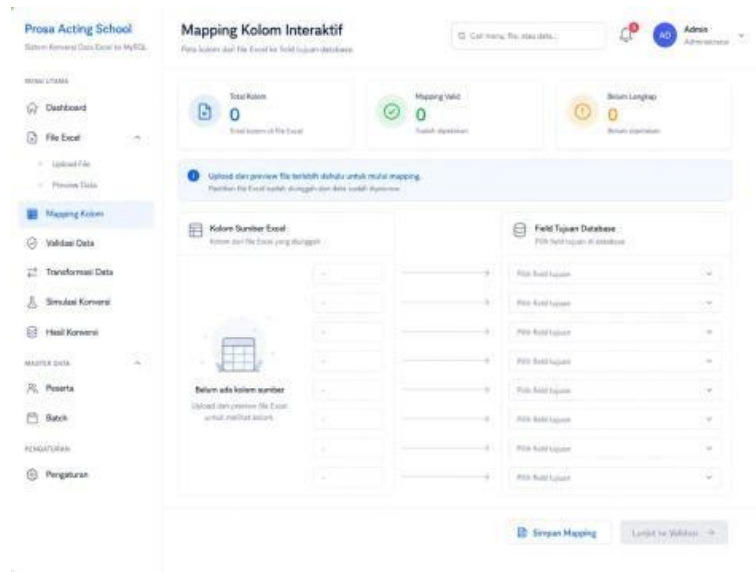 Prosa Acting School
Sistem Konversi Data Excel ke MySQL
MENU UTAMA
Dashboard
File Excel
Upload File
Preview Data
Mapping Kolom
Validasi Data
Transformasi Data
Simulasi Konversi
Hasil Konversi
MASTER DATA
Peserta
Batch
PENGATURAN
Pengaturan
Mapping Kolom Interaktif
Peta kolom dari file Excel ke field tujuan database
Cari menu, file, atau data...
AD
Admin
Administrator
Total Kolom
0
Total kolom di file Excel
Mapping Valid
0
Sudah dipetakan
Belum Lengkap
0
Belum dipetakan
Upload dan preview file terlebih dahulu untuk mulai mapping.
Pastikan file Excel sudah diunggah dan data sudah dipreview.
Kolom Sumber Excel
Kolom dari file Excel yang diunggah
Field Tujuan Database
Pilih field tujuan di database
Belum ada kolom sumber
Upload dan preview file Excel
untuk melihat kolom.
-
Pilih field tujuan
-
Pilih field tujuan
-
Pilih field tujuan
-
Pilih field tujuan
-
Pilih field tujuan
-
Pilih field tujuan
-
Pilih field tujuan
-
Pilih field tujuan
Simpan Mapping
Lanjut ke Validasi